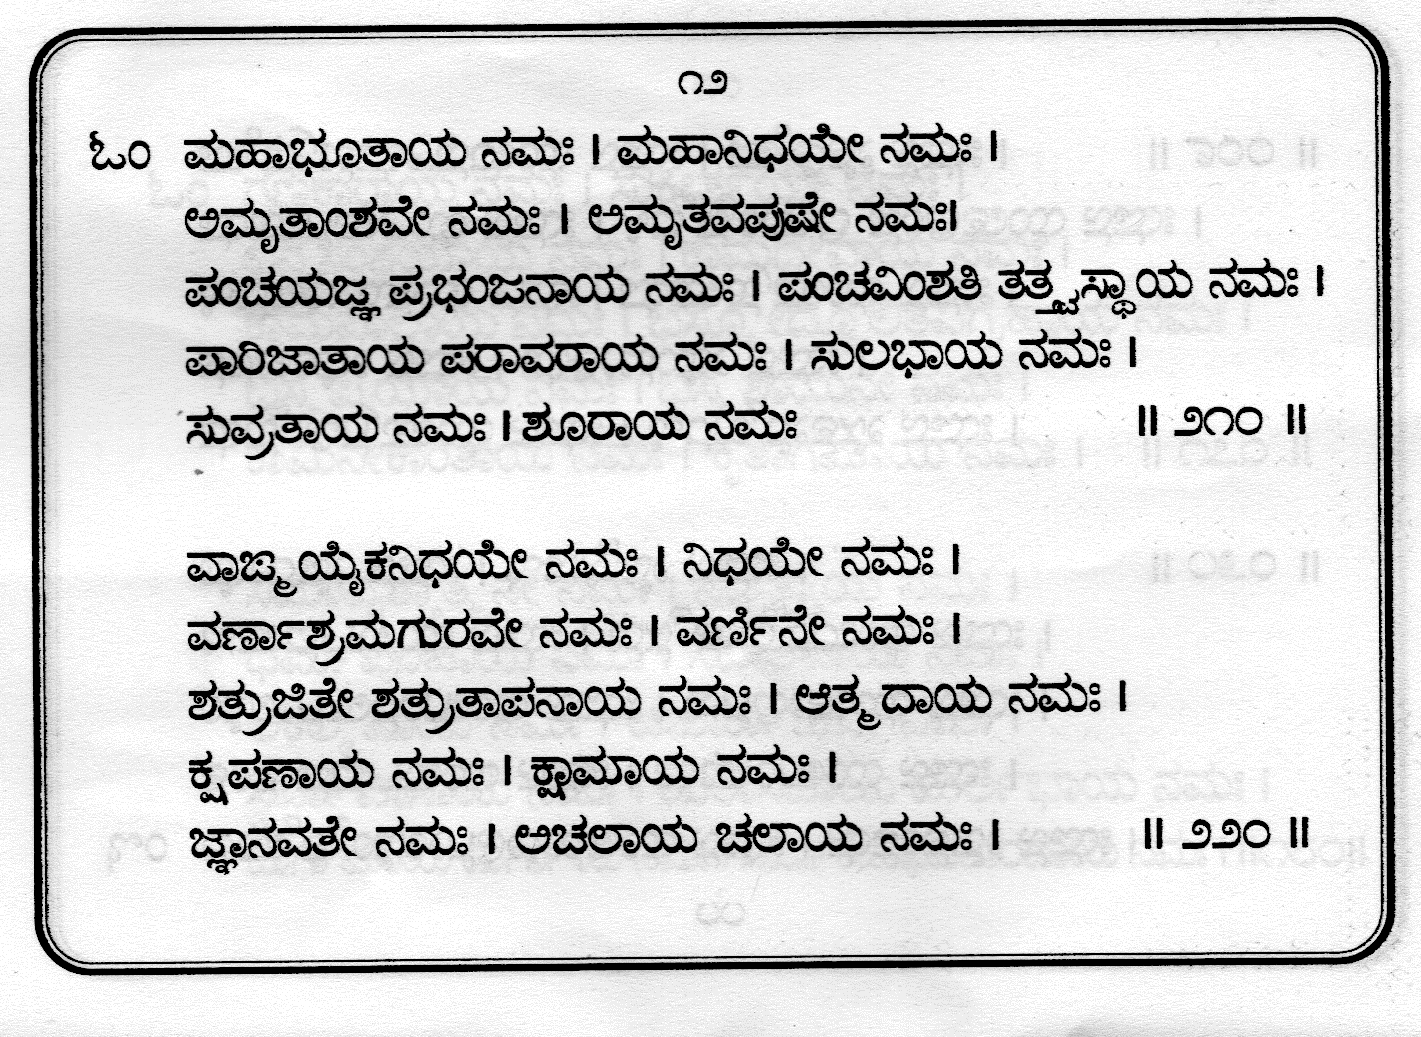 ೧೨
ಓಂ ಮಹಾಭೂತಾಯ ನಮಃ । ಮಹಾನಿಧಯೇ ನಮಃ ।
ಅಮೃತಾಂಶವೇ ನಮಃ । ಅಮೃತವಪುಷೇ ನಮಃ।
ಪಂಚಯಜ್ಞ ಪ್ರಭಂಜನಾಯ ನಮಃ । ಪಂಚವಿಂಶತಿ ತತ್ತ್ವಸ್ಥಾಯ ನಮಃ ।
ಪಾರಿಜಾತಾಯ ಪರಾವರಾಯ ನಮಃ । ಸುಲಭಾಯ ನಮಃ ।
ಸುವ್ರತಾಯ ನಮಃ । ಶೂರಾಯ ನಮಃ ॥ ೨೧೦ ॥
ವಾಙ್ಮಯೈಕನಿಧಯೇ ನಮಃ । ನಿಧಯೇ ನಮಃ ।
ವರ್ಣಾಶ್ರಮಗುರವೇ ನಮಃ । ವರ್ಣಿನೇ ನಮಃ ।
ಶತ್ರುಜಿತೇ ಶತ್ರುತಾಪನಾಯ ನಮಃ । ಆತ್ಮದಾಯ ನಮಃ ।
ಕ್ಷಪಣಾಯ ನಮಃ । ಕ್ಷಾಮಾಯ ನಮಃ ।
ಜ್ಞಾನವತೇ ನಮಃ । ಅಚಲಾಯ ಚಲಾಯ ನಮಃ । ॥ ೨೨೦ ॥